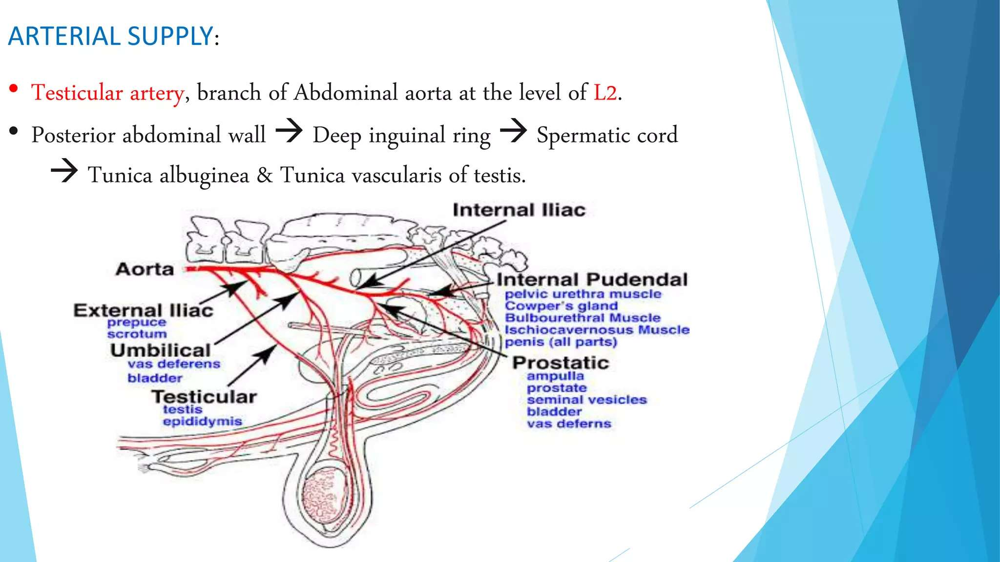 ARTERIAL SUPPLY:
• Testicular artery, branch of Abdominal aorta at the level of L2.
• Posterior abdominal wall → Deep inguinal ring → Spermatic cord
→ Tunica albuginea & Tunica vascularis of testis.
Internal Iliac
Aorta
Internal Pudendal
pelvic urethra muscle
Cowper's gland
Bulbourethral Muscle
Ischiocavernosus Muscle
penis (all parts)
External Iliac
prepuce
scrotum
Umbilical
vas deferens
bladder
Prostatic
ampulla
prostate
seminal vesicles
bladder
vas deferns
Testicular
testis
epididymis